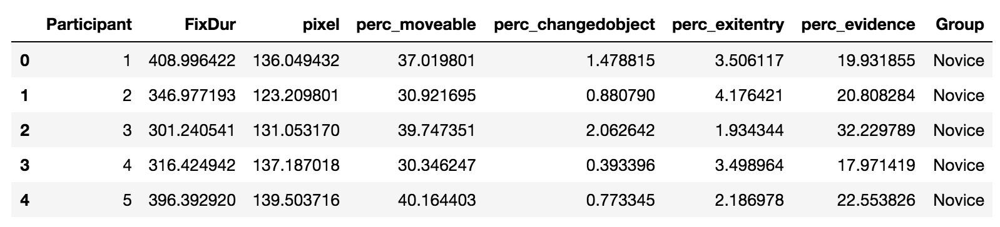 Participant FixDur pixel perc_moveable perc_changedobject perc_exitentry perc_evidence Group
0 1 408.996422 136.049432 37.019801 1.478815 3.506117 19.931855 Novice
1 2 346.977193 123.209801 30.921695 0.880790 4.176421 20.808284 Novice
2 3 301.240541 131.053170 39.747351 2.062642 1.934344 32.229789 Novice
3 4 316.424942 137.187018 30.346247 0.393396 3.498964 17.971419 Novice
4 5 396.392920 139.503716 40.164403 0.773345 2.186978 22.553826 Novice